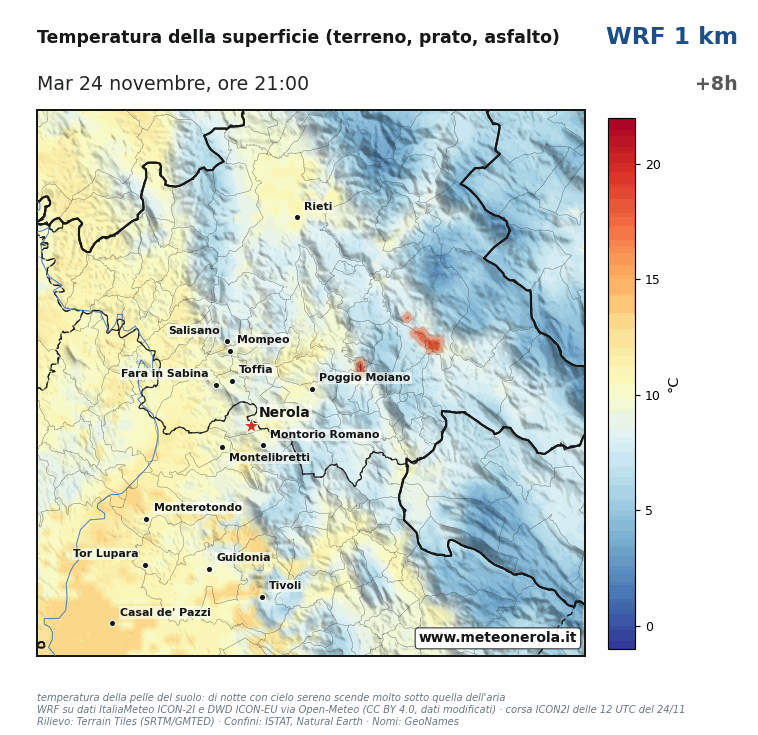 Temperatura della superficie (terreno, prato, asfalto)
WRF 1 km
Mar 24 novembre, ore 21:00
+8h
Rieti
Salisano
Mompeo
Fara in Sabina
Toffia
Poggio Moiano
Nerola
Montorio Romano
Montelibretti
Monterotondo
Tor Lupara
Guidonia
Tivoli
Casal de' Pazzi
www.meteonerola.it
20
15
10
5
0
°C
temperatura della pelle del suolo: di notte con cielo sereno scende molto sotto quella dell'aria
WRF su dati ItaliaMeteo ICON-2I e DWD ICON-EU via Open-Meteo (CC BY 4.0, dati modificati) · corsa ICON2I delle 12 UTC del 24/11
Rilievo: Terrain Tiles (SRTM/GMTED) · Confini: ISTAT, Natural Earth · Nomi: GeoNames